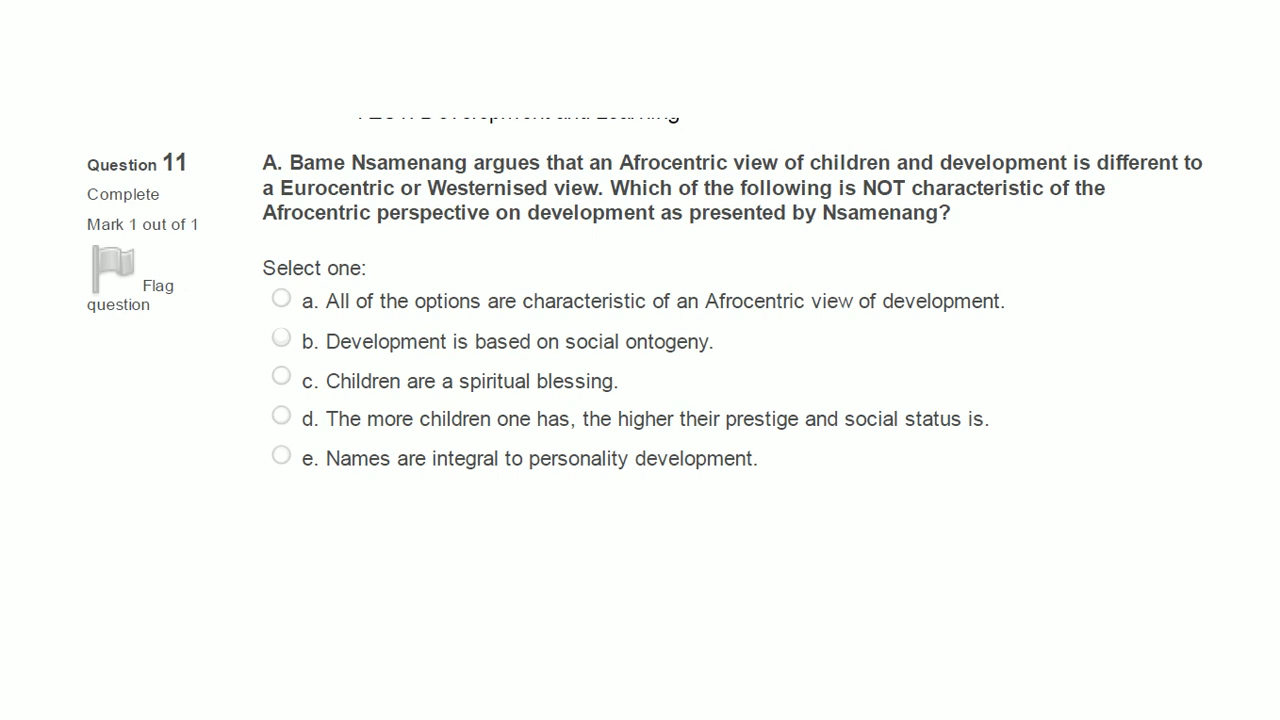 Development and Learning
Question 11
Complete
Mark 1 out of 1
Flag
question
A. Bame Nsamenang argues that an Afrocentric view of children and development is different to
a Eurocentric or Westernised view. Which of the following is NOT characteristic of the
Afrocentric perspective on development as presented by Nsamenang?
Select one:
a. All of the options are characteristic of an Afrocentric view of development.
b. Development is based on social ontogeny.
c. Children are a spiritual blessing.
d. The more children one has, the higher their prestige and social status is.
e. Names are integral to personality development.